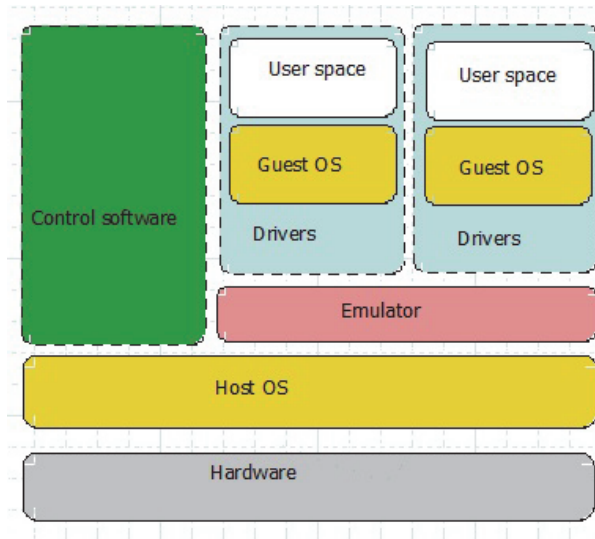 User space
User space
Guest OS
Guest OS
Control software
Drivers
Drivers
Emulator
Host OS
Hardware